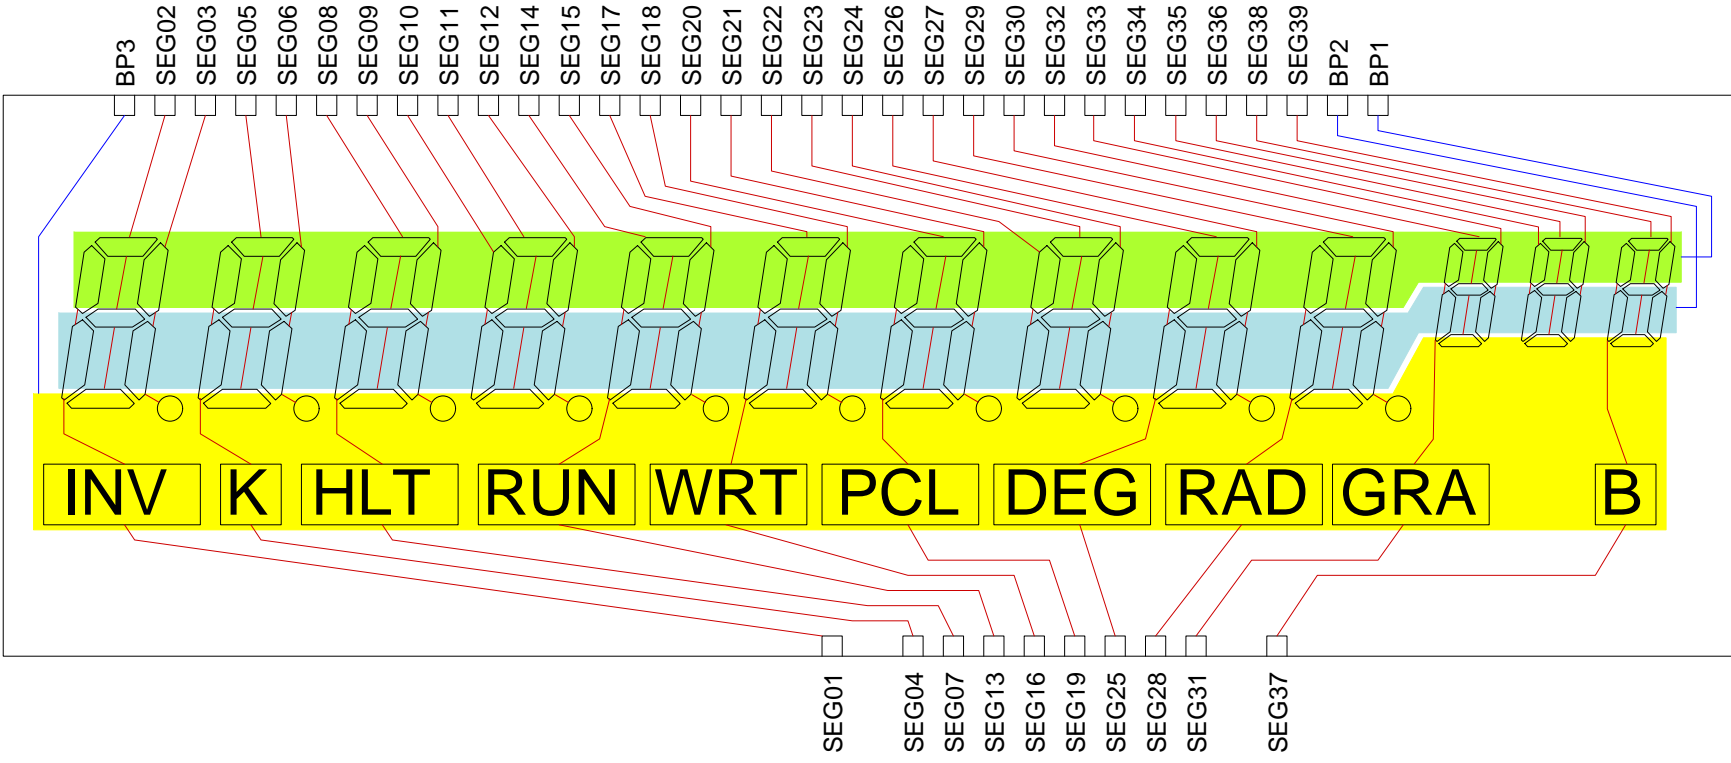 BP3 SEG02 SEG03 SEG05 SEG06 SEG08 SEG09 SEG10 SEG11 SEG12 SEG14 SEG15 SEG17 SEG18 SEG20 SEG21 SEG22 SEG23 SEG24 SEG26 SEG27 SEG29 SEG30 SEG32 SEG33 SEG34 SEG35 SEG36 SEG38 SEG39 BP2 BP1
INV K HLT RUN WRT PCL DEG RAD GRA B
SEG01 SEG04 SEG07 SEG13 SEG16 SEG19 SEG25 SEG28 SEG31 SEG37